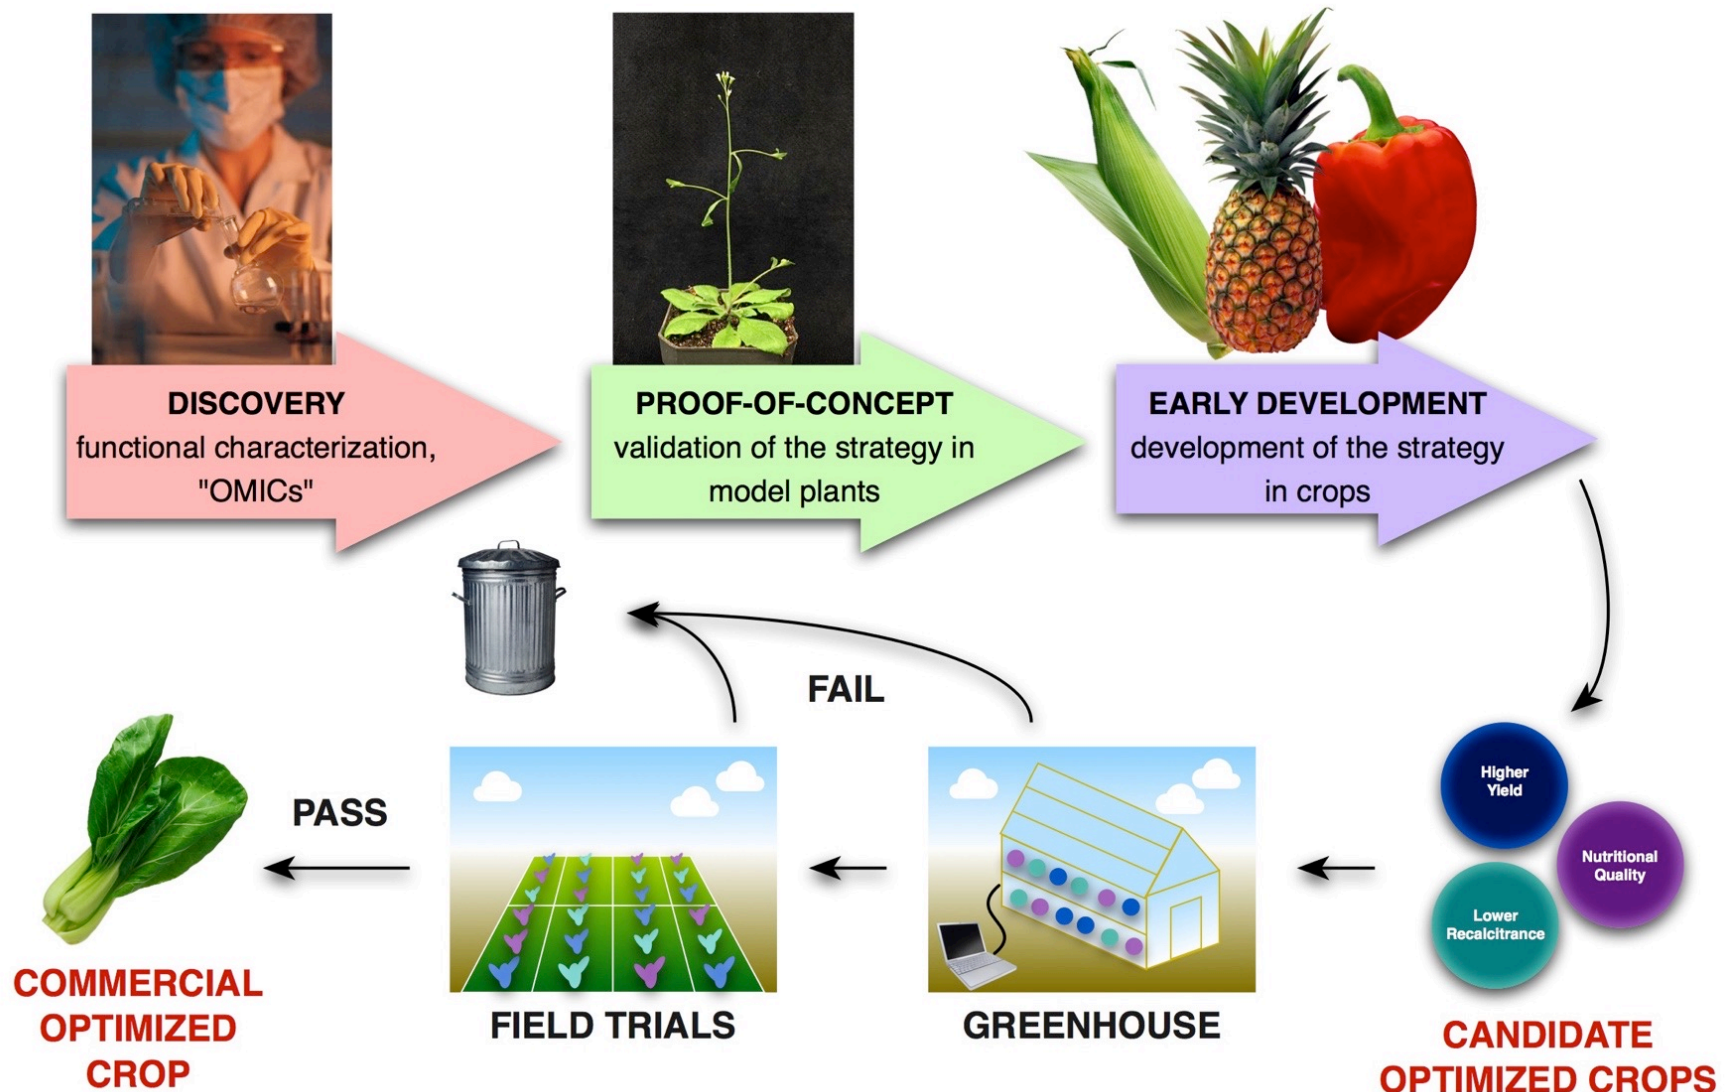 DISCOVERY
functional characterization,
"OMICs"
PROOF-OF-CONCEPT
validation of the strategy in
model plants
EARLY DEVELOPMENT
development of the strategy
in crops
FAIL
PASS
Higher
Yield
Nutritional
Quality
Lower
Recalcitrance
COMMERCIAL
OPTIMIZED
CROP
FIELD TRIALS
GREENHOUSE
CANDIDATE
OPTIMIZED CROPS